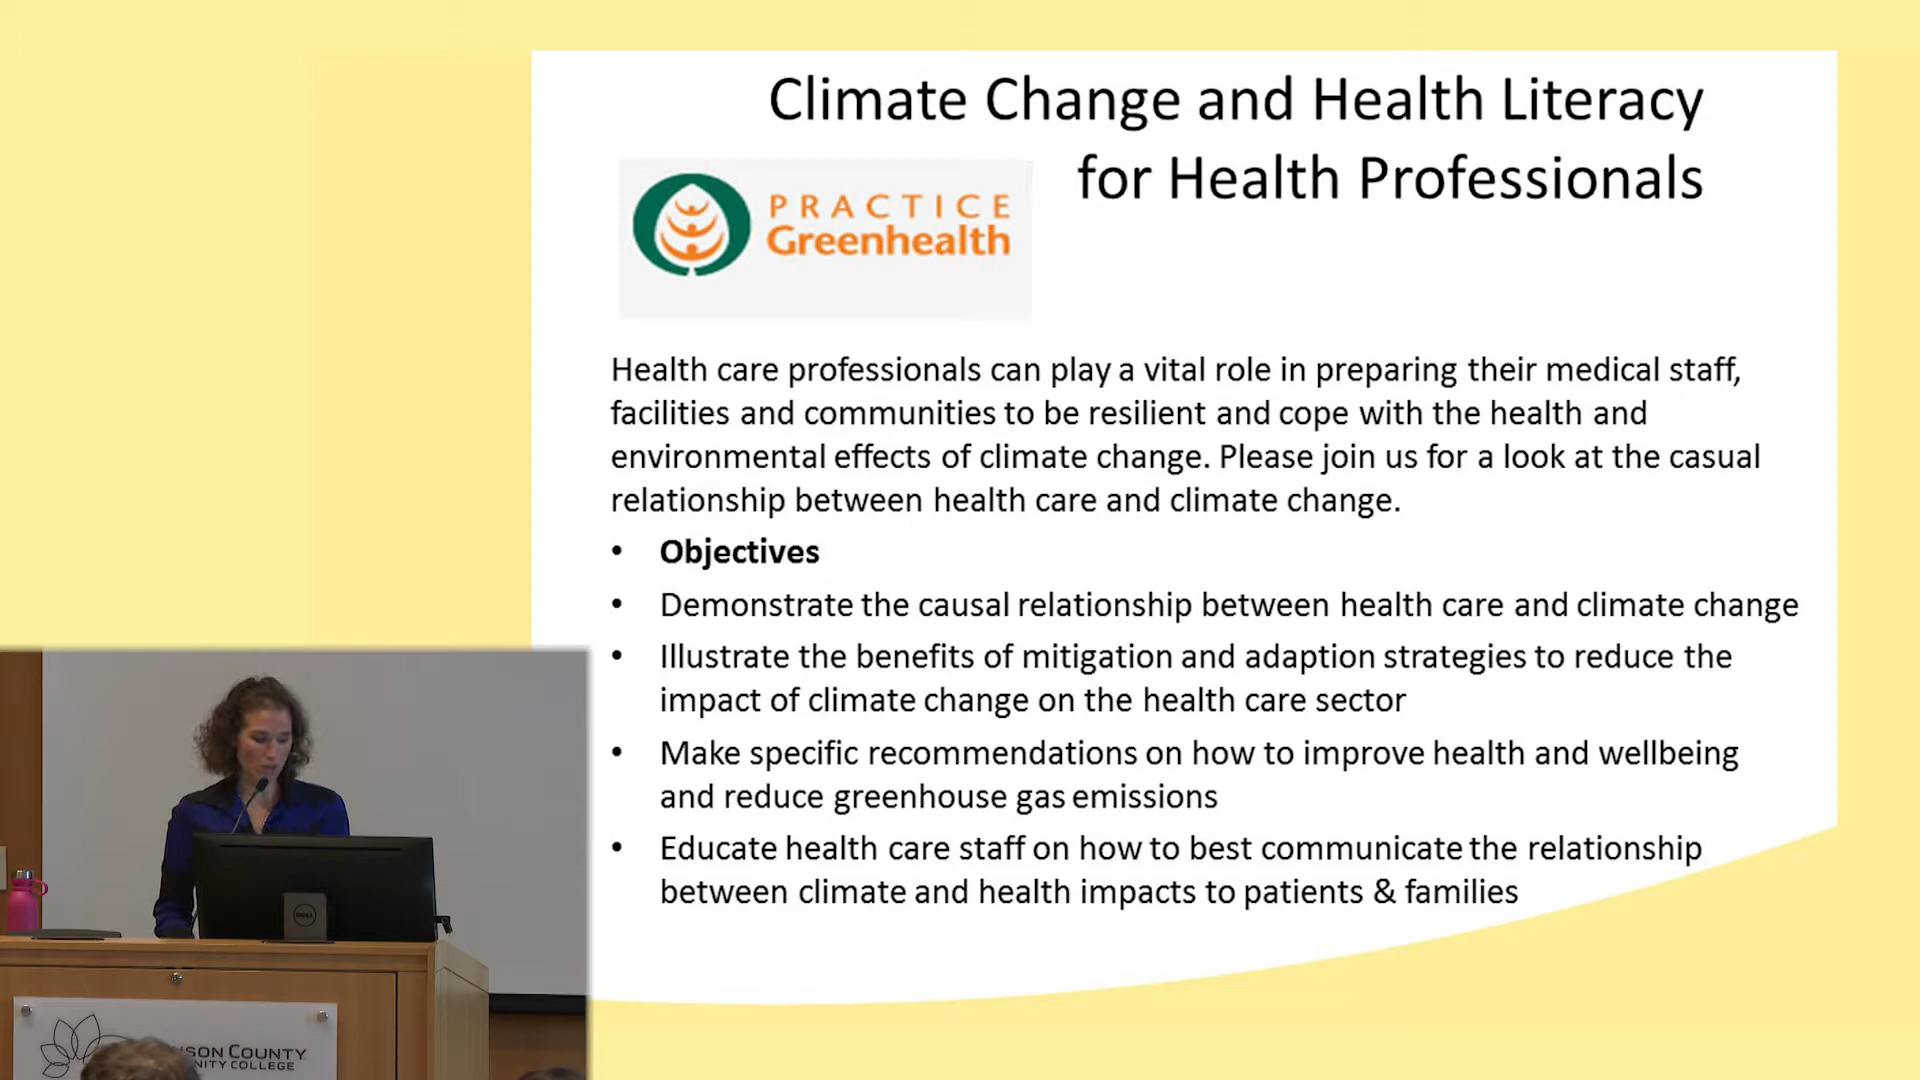 Climate Change and Health Literacy
for Health Professionals
PRACTICE
Greenhealth
Health care professionals can play a vital role in preparing their medical staff,
facilities and communities to be resilient and cope with the health and
environmental effects of climate change. Please join us for a look at the casual
relationship between health care and climate change.
• Objectives
• Demonstrate the causal relationship between health care and climate change
• Illustrate the benefits of mitigation and adaption strategies to reduce the
impact of climate change on the health care sector
• Make specific recommendations on how to improve health and wellbeing
and reduce greenhouse gas emissions
• Educate health care staff on how to best communicate the relationship
between climate and health impacts to patients & families
DELL
NSON COUNTY
NITY COLLEGE